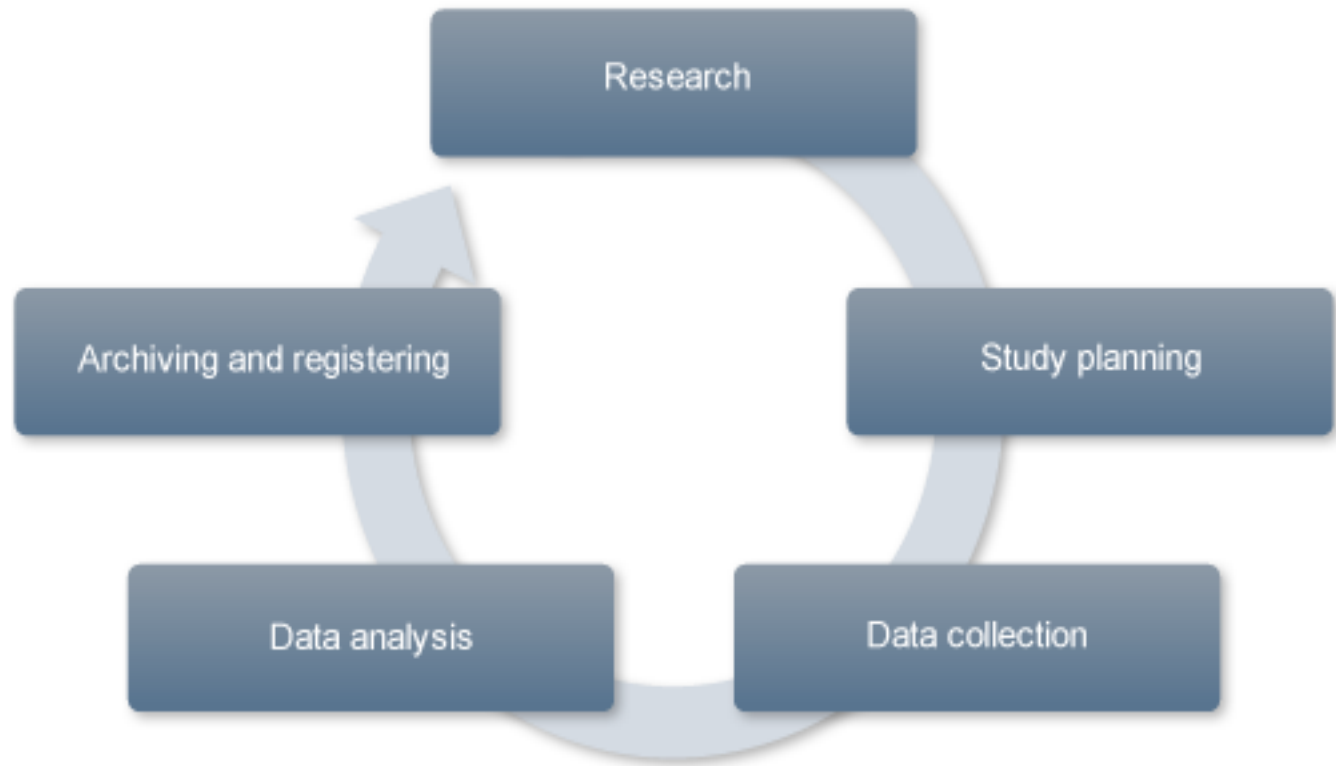 Research
Study planning
Data collection
Data analysis
Archiving and registering